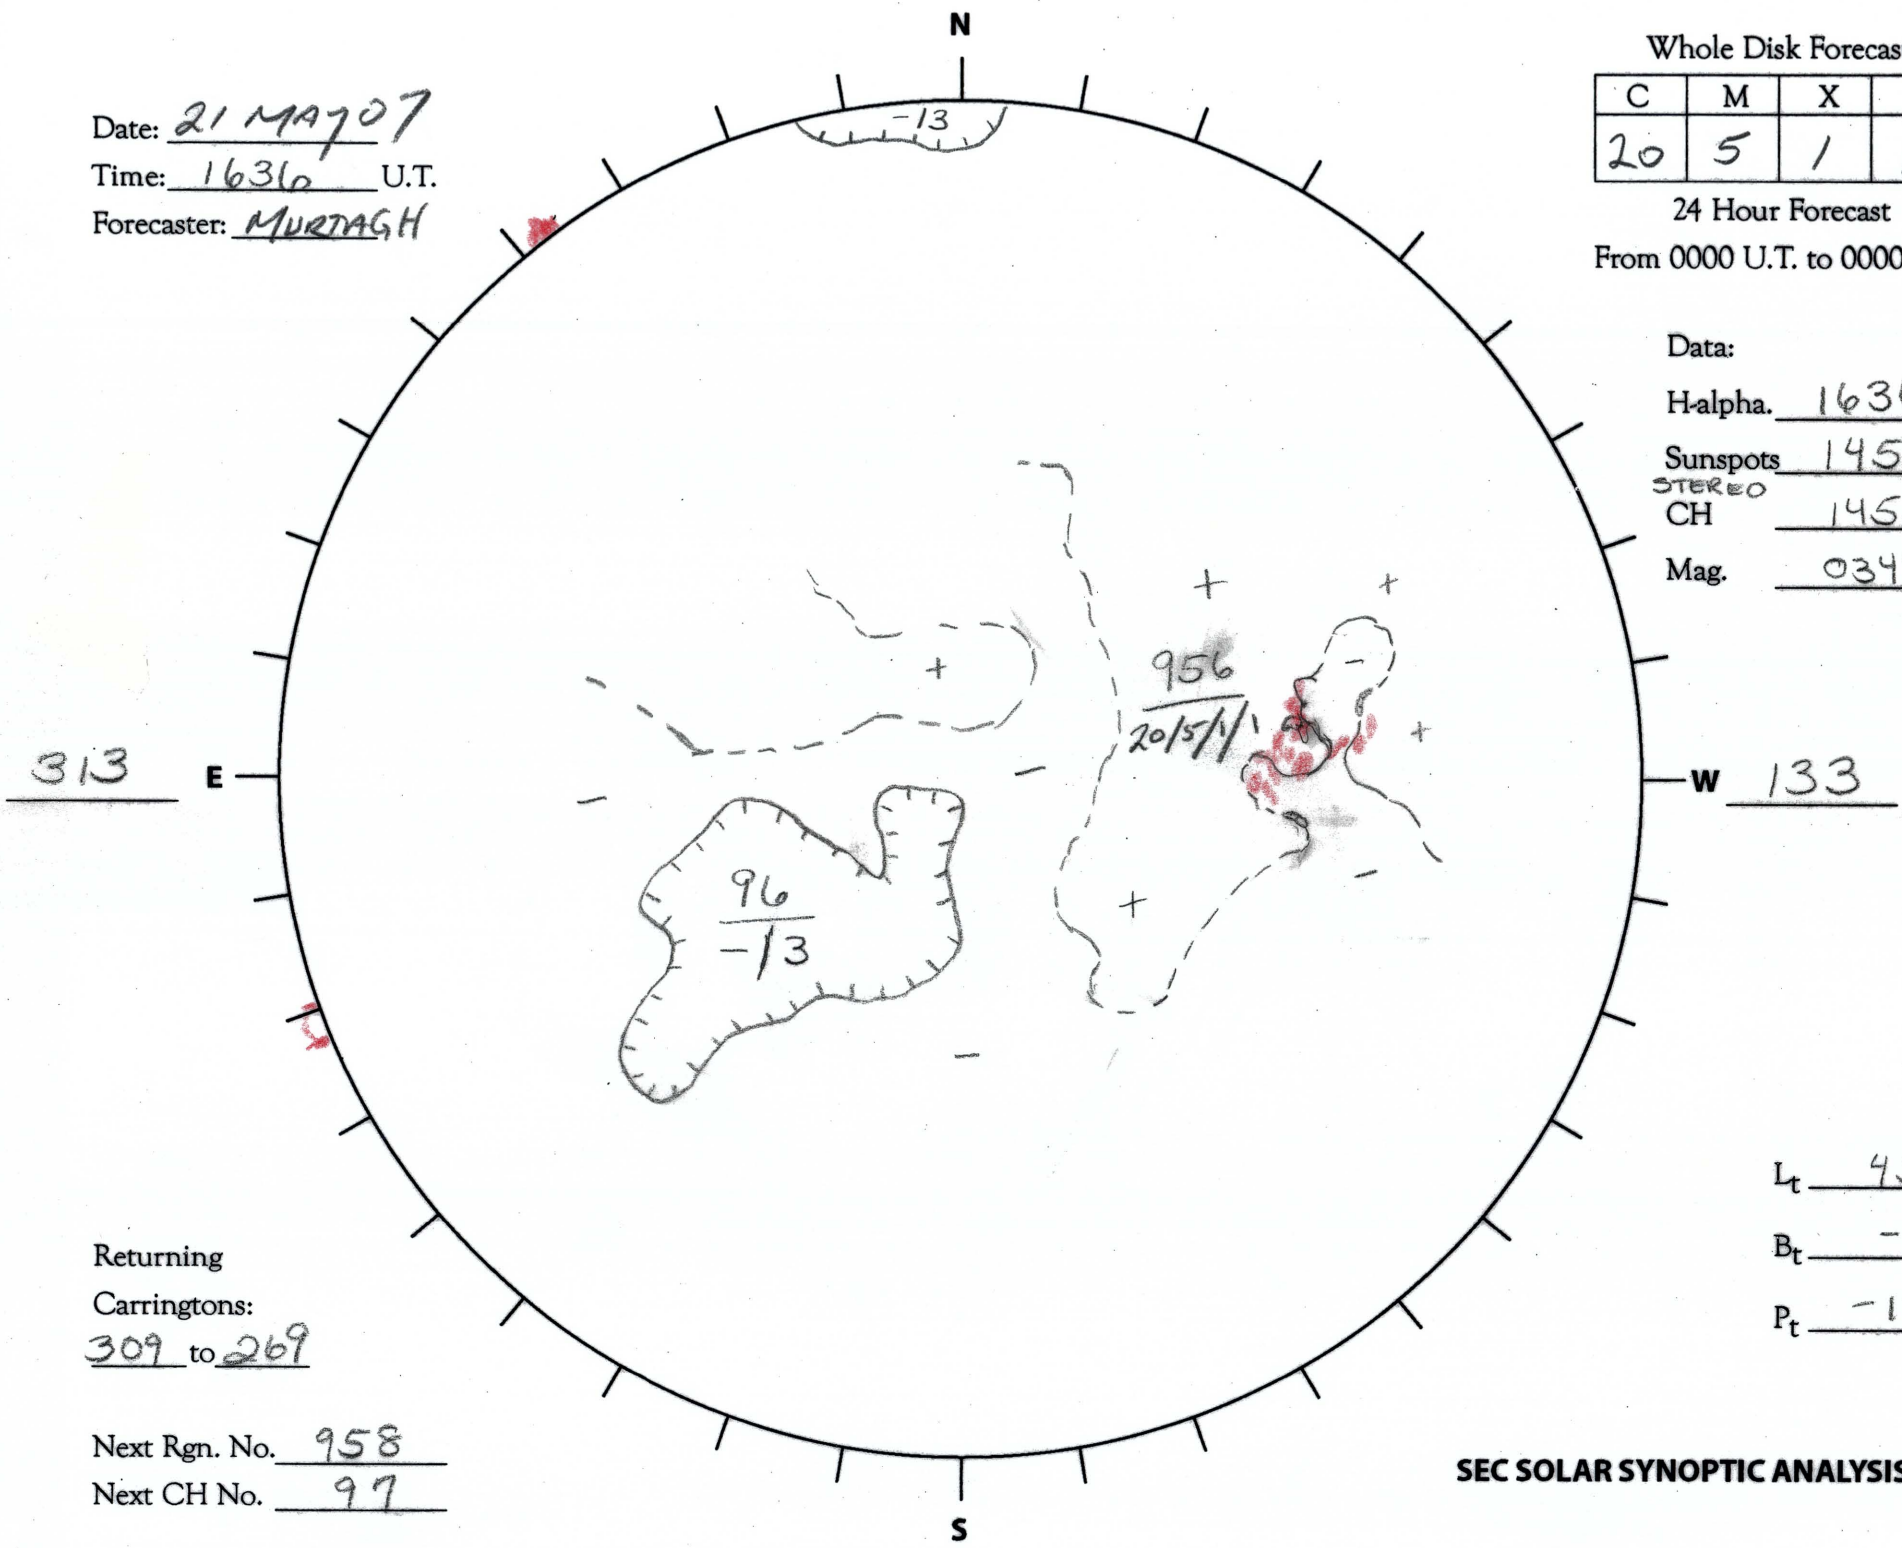 N
Date: 21 MAY 07
Time: 1636 U.T.
Forecaster: MURTAGH
Whole Disk Forecas
C M X
20 5 1
24 Hour Forecast
From 0000 U.T. to 0000
-13
Data:
H-alpha. 163
Sunspots 145
STEREO
CH 145
Mag. 034
+ +
956
20/5/1/1
-
+
+
313 E
-
-
W 133
96
-13
+
-
-
Returning
Carringtons:
309 to 269
Lt 4
Bt -
Pt -1
Next Rgn. No. 958
Next CH No. 97
SEC SOLAR SYNOPTIC ANALYSIS
S